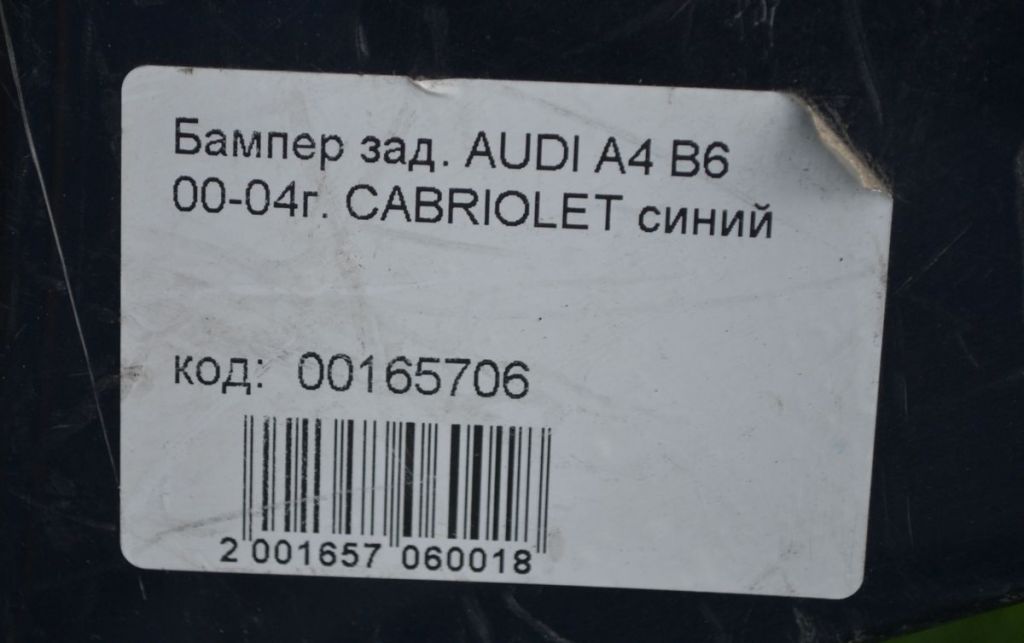 Бампер зад. AUDI A4 B6
00-04г. CABRIOLET синий
код: 00165706
2 001657 060018